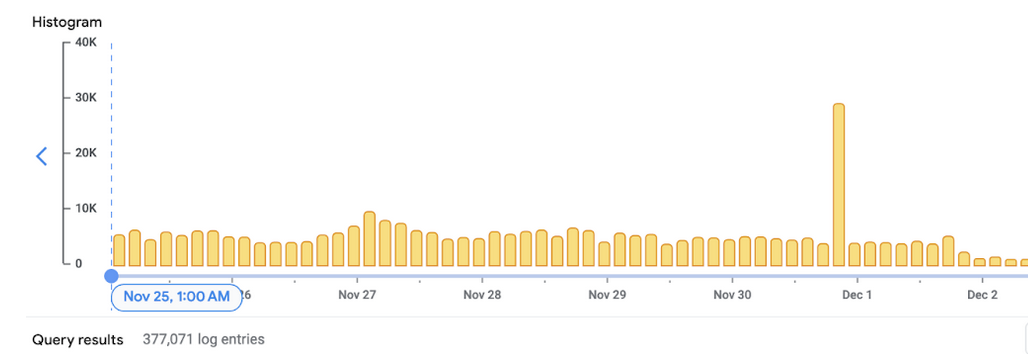 Histogram
40K
30K
20K
10K
0
Nov 25, 1:00 AM
Nov 27
Nov 28
Nov 29
Nov 30
Dec 1
Dec 2
Query results 377,071 log entries